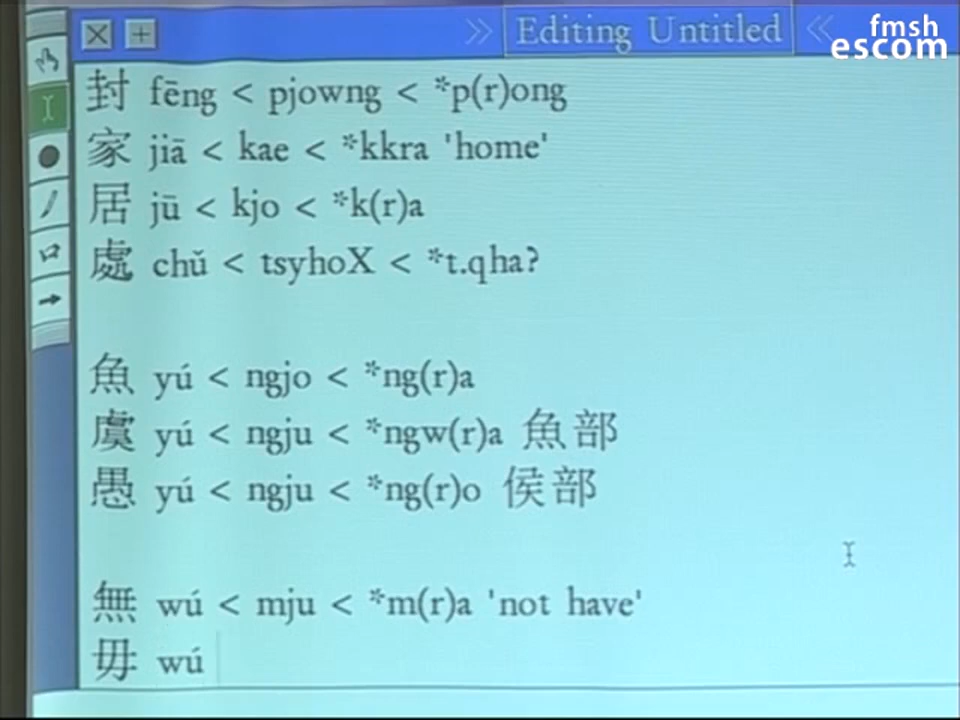 fmsh
escom
Editing Untitled
封 fēng < pjowng < *p(r)ong
家 jiā < kae < *kkra 'home'
居 jū < kjo < *k(r)a
處 chǔ < tsyhoX < *t.qha?
魚 yú < ngjo < *ng(r)a
虞 yú < ngju < *ngw(r)a 魚部
愚 yú < ngju < *ng(r)o 侯部
無 wú < mju < *m(r)a 'not have'
毋 wú